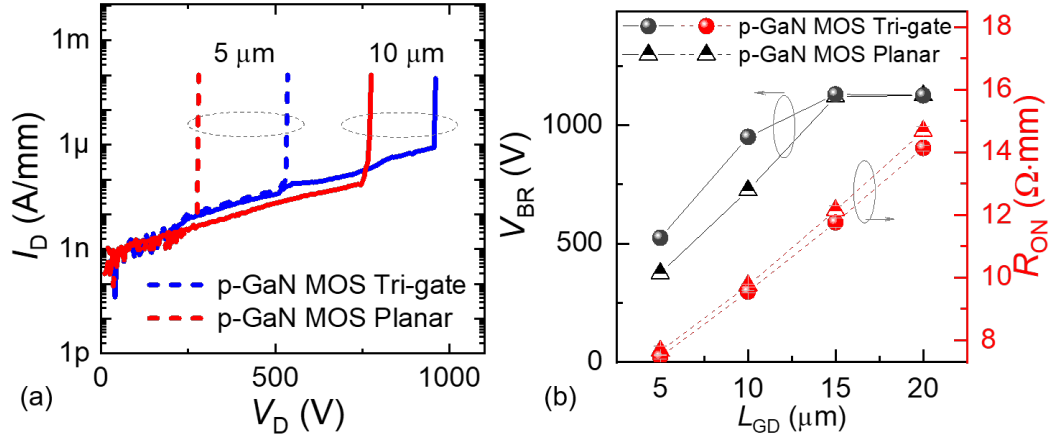 1m
1µ
1n
1p
I_D (A/mm)
5 µm
10 µm
p-GaN MOS Tri-gate
p-GaN MOS Planar
0
500
1000
V_D (V)
(a)
p-GaN MOS Tri-gate
p-GaN MOS Planar
1000
500
0
V_BR (V)
18
16
14
12
10
8
R_ON (Ω·mm)
5
10
15
20
L_GD (µm)
(b)